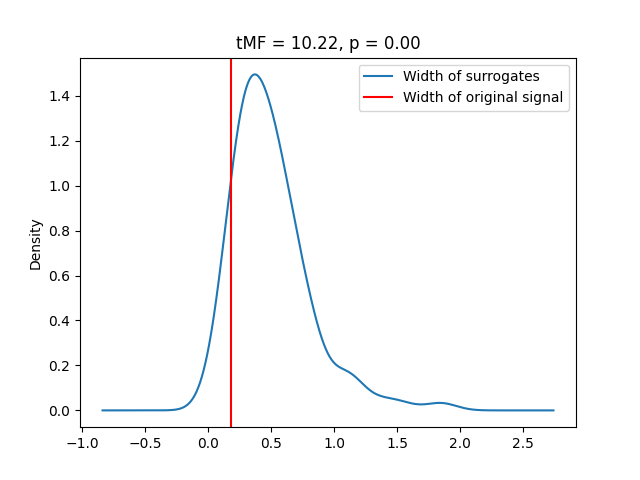 tMF = 10.22, p = 0.00
Width of surrogates
Width of original signal
Density
1.4
1.2
1.0
0.8
0.6
0.4
0.2
0.0
−1.0 −0.5 0.0 0.5 1.0 1.5 2.0 2.5